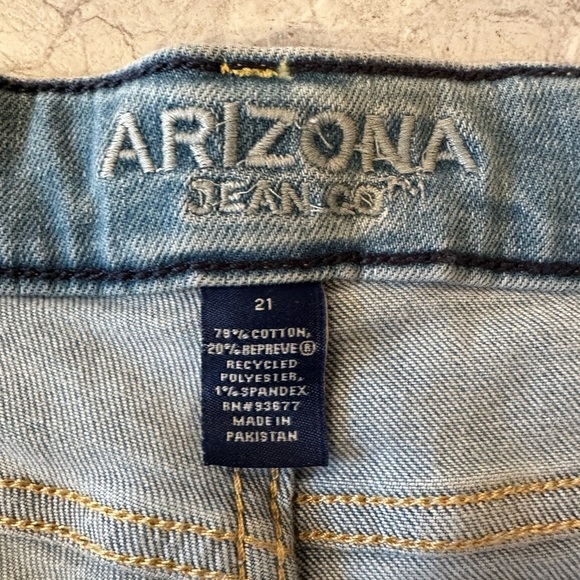 ARIZONA
JEAN CO™
21
79% COTTON,
20% REPREVE®
RECYCLED
POLYESTER,
1% SPANDEX
RN#93677
MADE IN
PAKISTAN